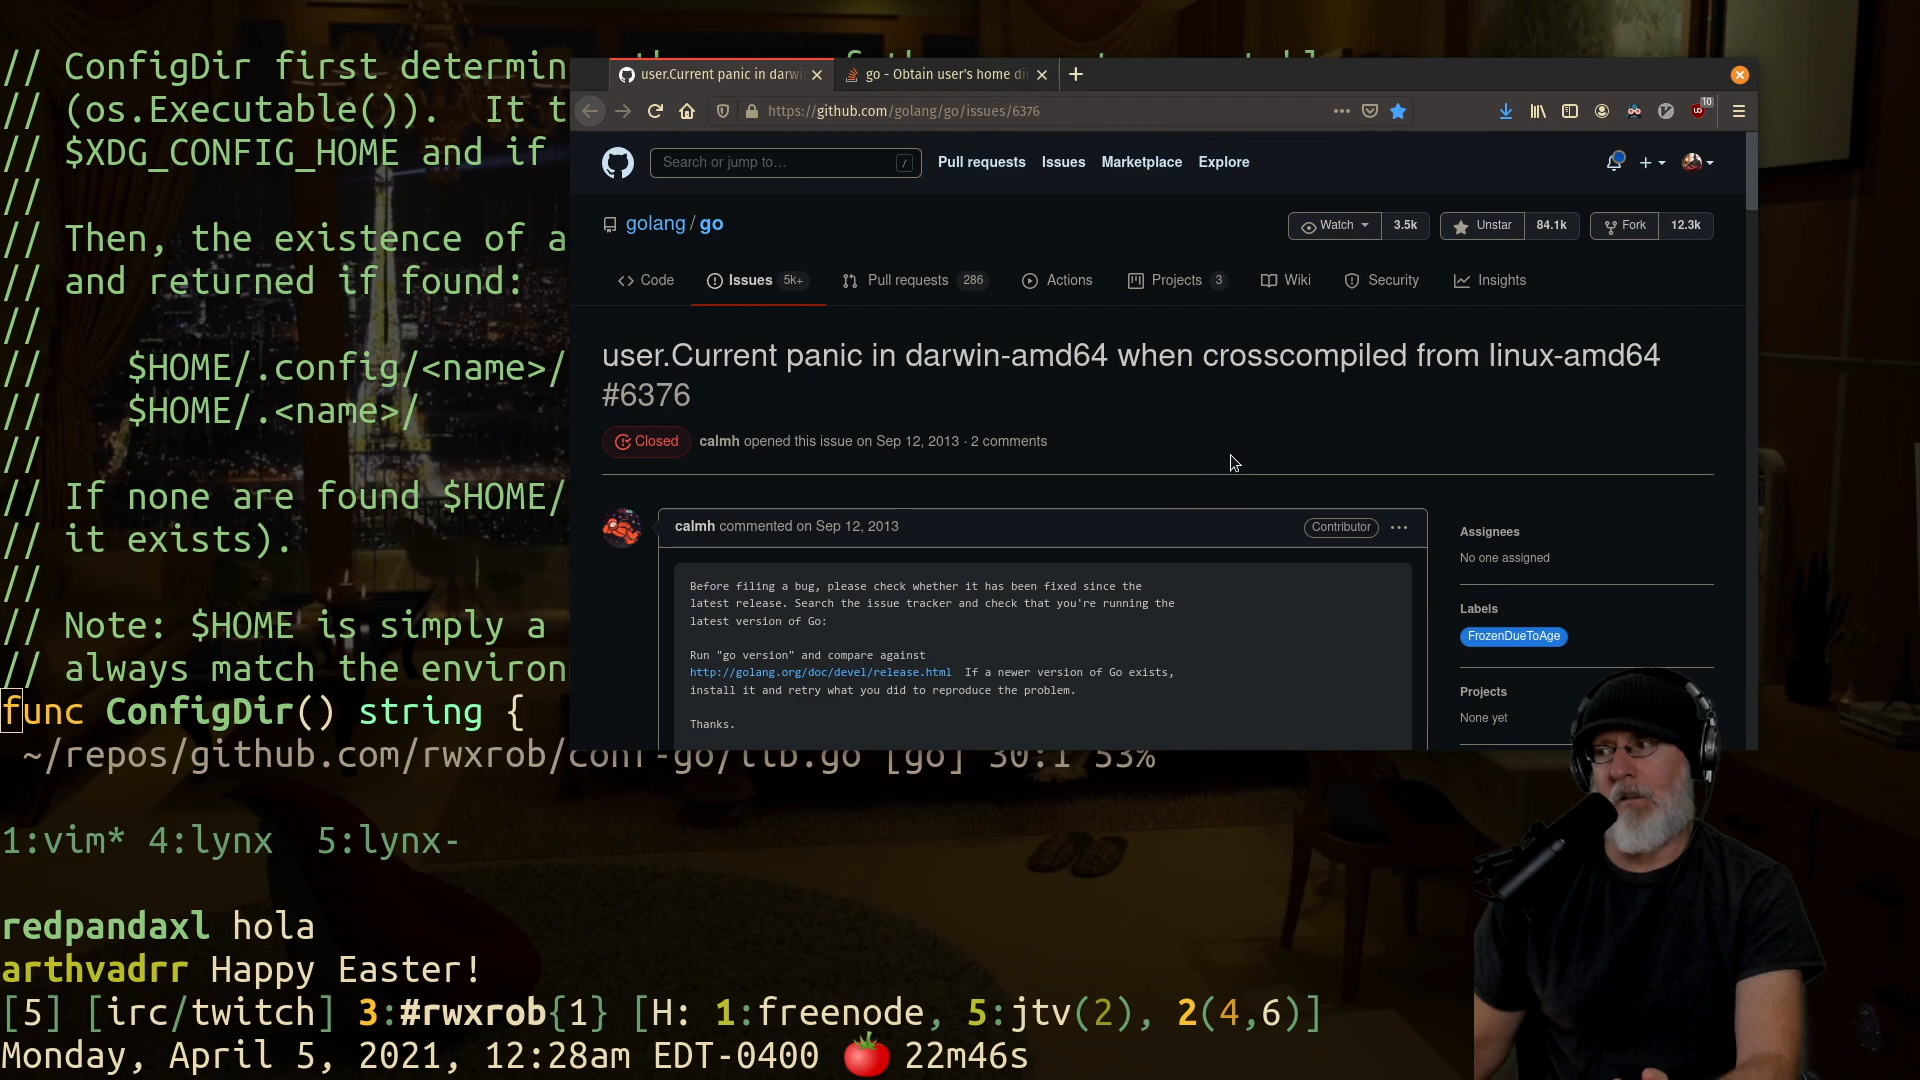 // ConfigDir first determin
// (os.Executable()).  It t
// $XDG_CONFIG_HOME and if
//
// Then, the existence of a
// and returned if found:
//
//    $HOME/.config/<name>/
//    $HOME/.<name>/
//
// If none are found $HOME/
// it exists).
//
// Note: $HOME is simply a
// always match the environ
func ConfigDir() string {
~/repos/github.com/rwxrob/conf-go/lib.go [go] 30:1 53%
1:vim* 4:lynx  5:lynx-
redpandaxl hola
arthvadrr Happy Easter!
[5] [irc/twitch] 3:#rwxrob{1} [H: 1:freenode, 5:jtv(2), 2(4,6)]
Monday, April 5, 2021, 12:28am EDT-0400 🍅 22m46s
user.Current panic in darwi
go - Obtain user's home di
https://github.com/golang/go/issues/6376
10
Search or jump to… /
Pull requests Issues Marketplace Explore
golang / go
Watch 3.5k Unstar 84.1k Fork 12.3k
Code Issues 5k+ Pull requests 286 Actions Projects 3 Wiki Security Insights
user.Current panic in darwin-amd64 when crosscompiled from linux-amd64
#6376
Closed calmh opened this issue on Sep 12, 2013 · 2 comments
calmh commented on Sep 12, 2013 Contributor
Before filing a bug, please check whether it has been fixed since the
latest release. Search the issue tracker and check that you're running the
latest version of Go:
Run "go version" and compare against
http://golang.org/doc/devel/release.html  If a newer version of Go exists,
install it and retry what you did to reproduce the problem.
Thanks.
Assignees
No one assigned
Labels
FrozenDueToAge
Projects
None yet